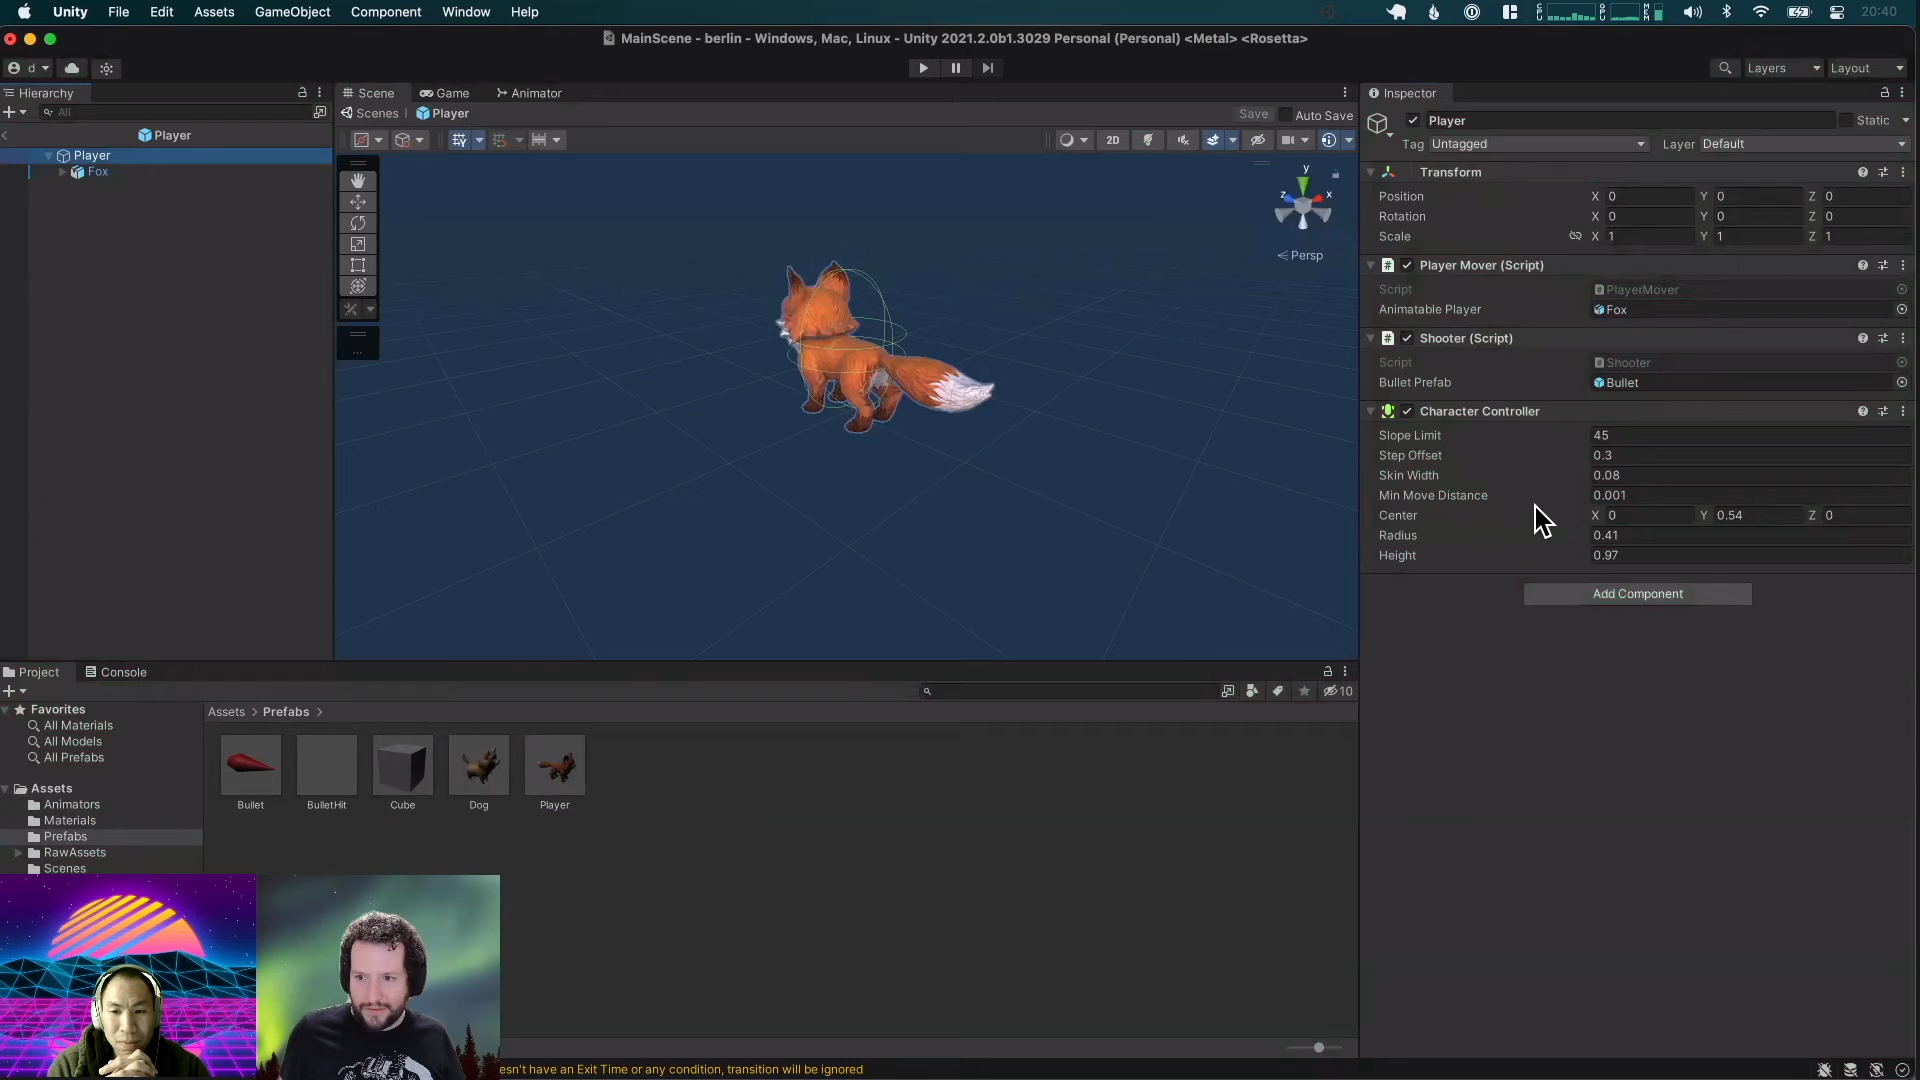 Unity File Edit Assets GameObject Component Window Help 20:40
MainScene - berlin - Windows, Mac, Linux - Unity 2021.2.0b1.3029 Personal (Personal) <Metal> <Rosetta>
d Layers Layout
Hierarchy
All
Player
Player
Fox
Scene Game Animator
Scenes Player Save Auto Save
2D
y
z x
Persp
Inspector
Player Static
Tag Untagged Layer Default
Transform
Position X 0 Y 0 Z 0
Rotation X 0 Y 0 Z 0
Scale X 1 Y 1 Z 1
Player Mover (Script)
Script PlayerMover
Animatable Player Fox
Shooter (Script)
Script Shooter
Bullet Prefab Bullet
Character Controller
Slope Limit 45
Step Offset 0.3
Skin Width 0.08
Min Move Distance 0.001
Center X 0 Y 0.54 Z 0
Radius 0.41
Height 0.97
Add Component
Project Console
10
Favorites
All Materials
All Models
All Prefabs
Assets
Animators
Materials
Prefabs
RawAssets
Scenes
Assets > Prefabs >
Bullet BulletHit Cube Dog Player
esn't have an Exit Time or any condition, transition will be ignored